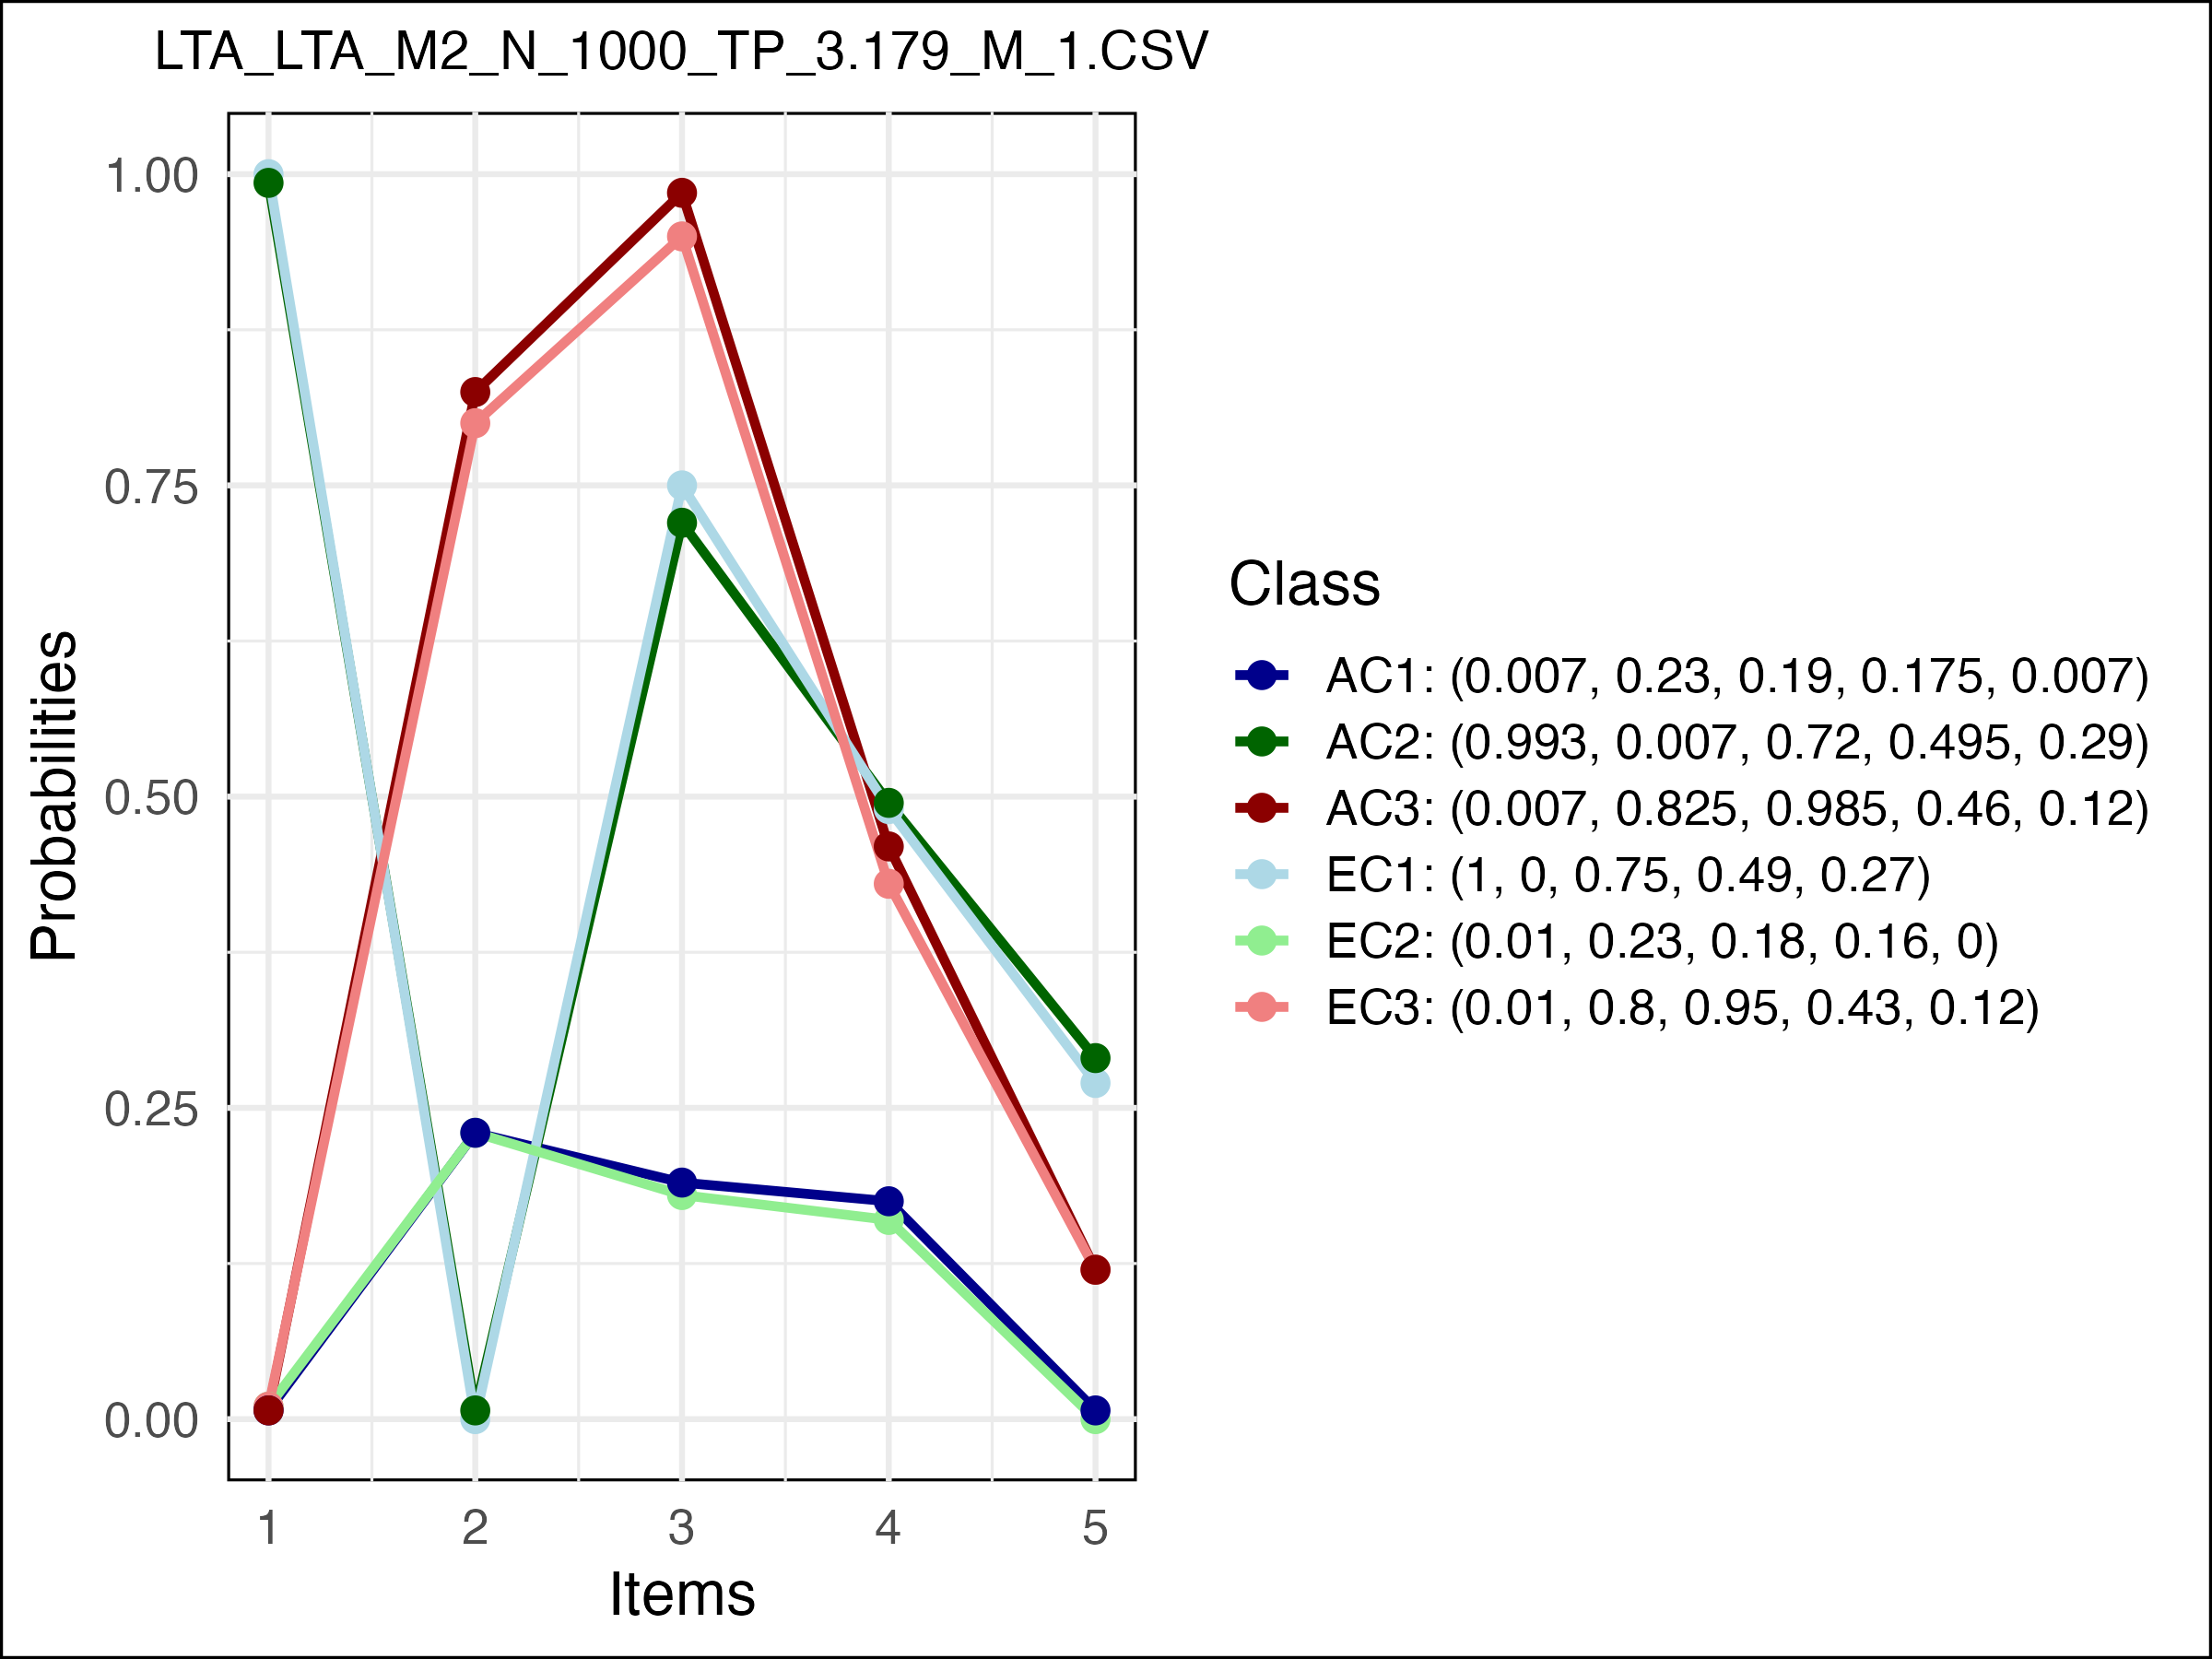 LTA_LTA_M2_N_1000_TP_3.179_M_1.CSV
1.00
0.75
0.50
0.25
0.00
Probabilities
1 2 3 4 5
Items
Class
AC1: (0.007, 0.23, 0.19, 0.175, 0.007)
AC2: (0.993, 0.007, 0.72, 0.495, 0.29)
AC3: (0.007, 0.825, 0.985, 0.46, 0.12)
EC1: (1, 0, 0.75, 0.49, 0.27)
EC2: (0.01, 0.23, 0.18, 0.16, 0)
EC3: (0.01, 0.8, 0.95, 0.43, 0.12)